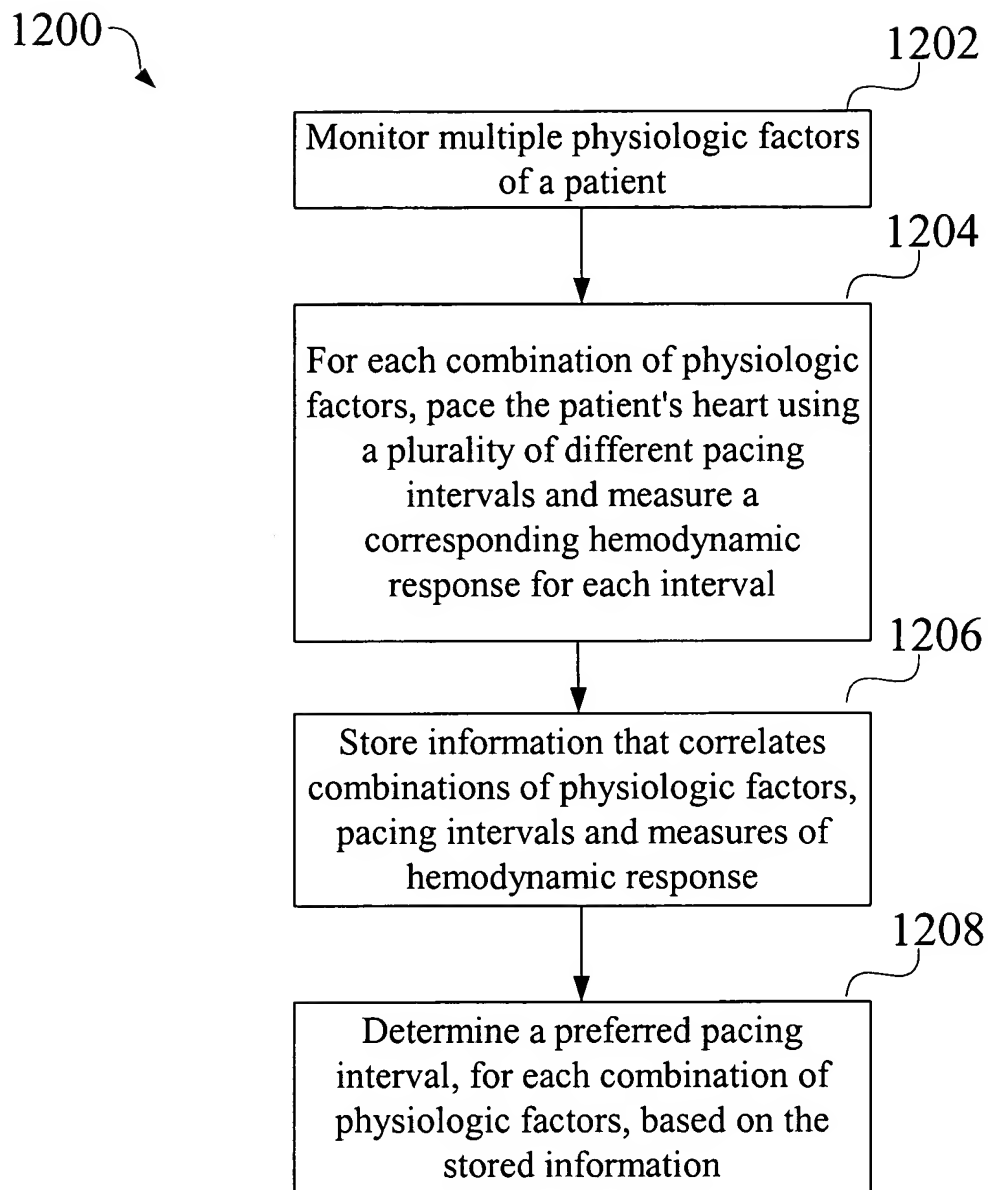 1200
1202
Monitor multiple physiologic factors
of a patient
1204
For each combination of physiologic
factors, pace the patient's heart using
a plurality of different pacing
intervals and measure a
corresponding hemodynamic
response for each interval
1206
Store information that correlates
combinations of physiologic factors,
pacing intervals and measures of
hemodynamic response
1208
Determine a preferred pacing
interval, for each combination of
physiologic factors, based on the
stored information